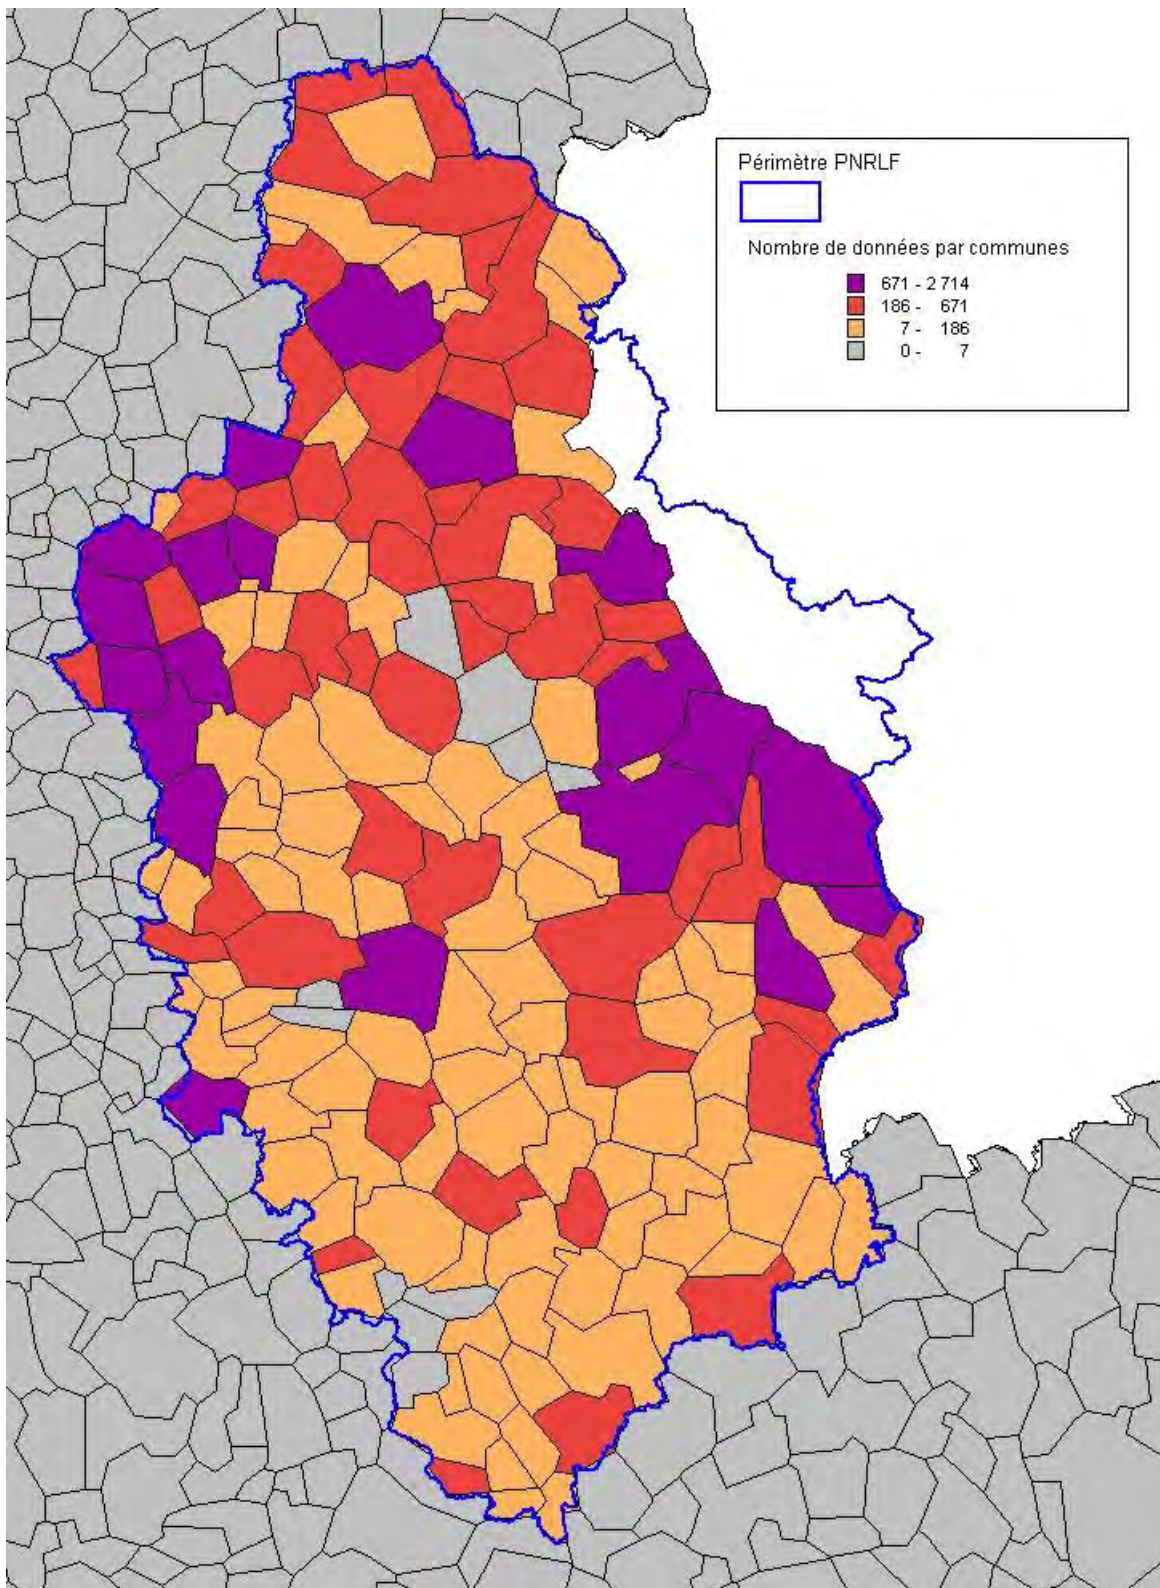 Périmètre PNRLF
Nombre de données par communes
671 - 2 714
186 - 671
7 - 186
0 - 7